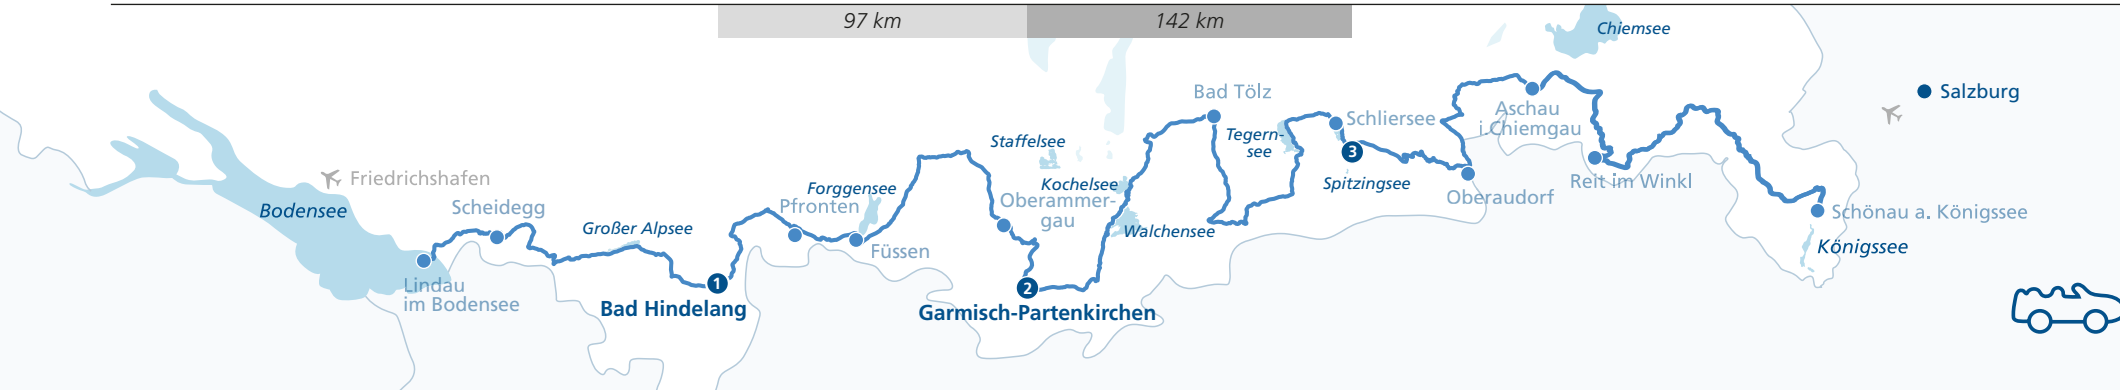 97 km
142 km
Chiemsee
Bad Tölz
Salzburg
Aschau
i.Chiemgau
Schliersee
Tegern-
see
3
Staffelsee
Friedrichshafen
Kochelsee
Spitzingsee
Reit im Winkl
Forggensee
Pfronten
Oberammer-
gau
Oberaudorf
Scheidegg
Bodensee
Schönau a. Königssee
Großer Alpsee
Walchensee
Königssee
Füssen
Lindau
im Bodensee
1
Bad Hindelang
2
Garmisch-Partenkirchen